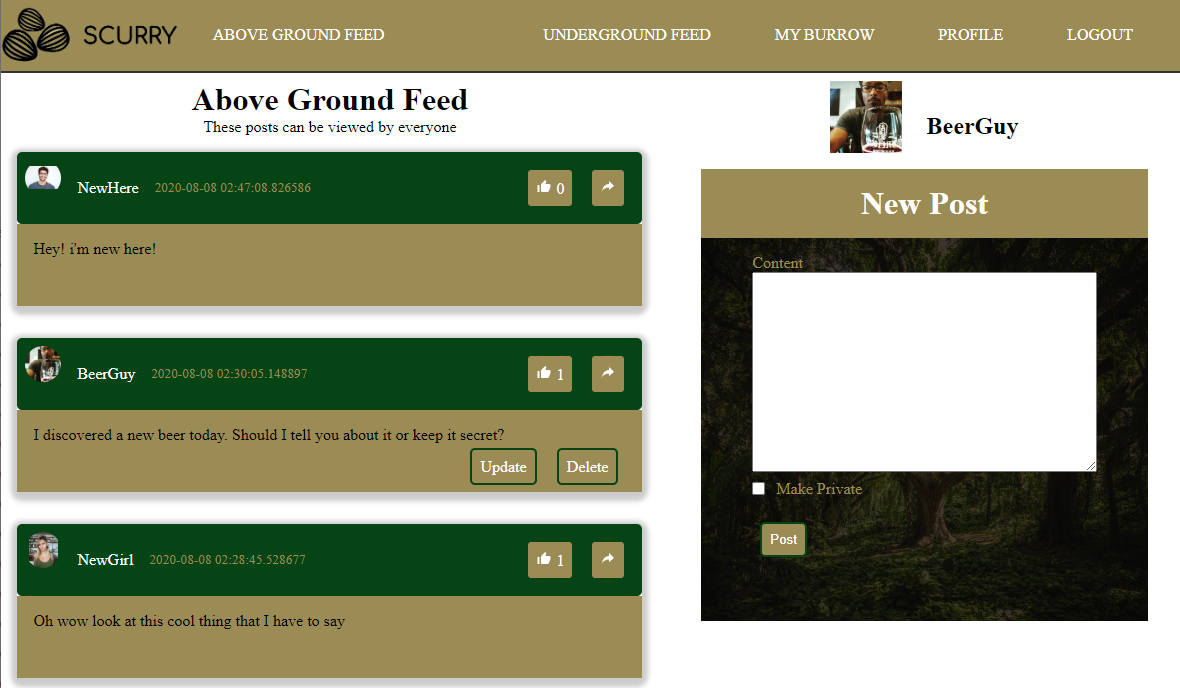 SCURRY
ABOVE GROUND FEED
UNDERGROUND FEED
MY BURROW
PROFILE
LOGOUT
Above Ground Feed
These posts can be viewed by everyone
NewHere 2020-08-08 02:47:08.826586 0
Hey! i'm new here!
BeerGuy 2020-08-08 02:30:05.148897 1
I discovered a new beer today. Should I tell you about it or keep it secret?
Update Delete
NewGirl 2020-08-08 02:28:45.528677 1
Oh wow look at this cool thing that I have to say
BeerGuy
New Post
Content
Make Private
Post